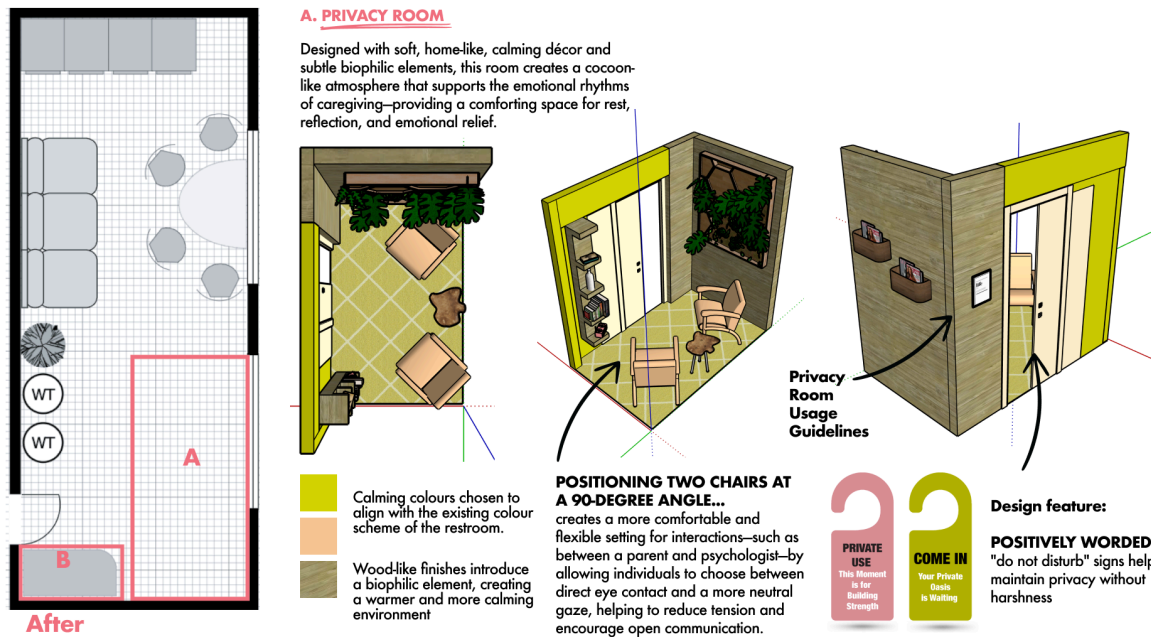 A. PRIVACY ROOM
Designed with soft, home-like, calming décor and
subtle biophilic elements, this room creates a cocoon-
like atmosphere that supports the emotional rhythms
of caregiving—providing a comforting space for rest,
reflection, and emotional relief.
WT
WT
A
B
After
Calming colours chosen to
align with the existing colour
scheme of the restroom.
Wood-like finishes introduce
a biophilic element, creating
a warmer and more calming
environment
POSITIONING TWO CHAIRS AT
A 90-DEGREE ANGLE...
creates a more comfortable and
flexible setting for interactions—such as
between a parent and psychologist—by
allowing individuals to choose between
direct eye contact and a more neutral
gaze, helping to reduce tension and
encourage open communication.
Privacy
Room
Usage
Guidelines
PRIVATE
USE
This Moment
is for
Building
Strength
COME IN
Your Private
Oasis
is Waiting
Design feature:
POSITIVELY WORDED
"do not disturb" signs help
maintain privacy without
harshness